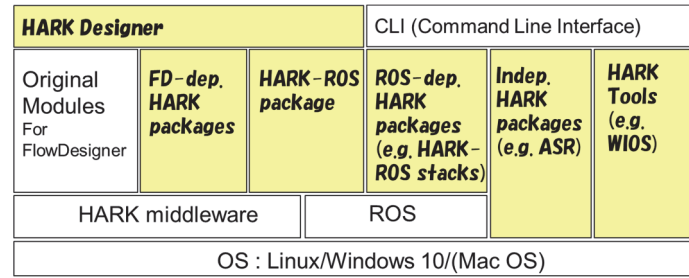 HARK Designer
CLI (Command Line Interface)
Original
Modules
For
FlowDesigner
FD-dep.
HARK
packages
HARK-ROS
package
ROS-dep.
HARK
packages
(e.g. HARK-
ROS stacks)
Indep.
HARK
packages
(e.g. ASR)
HARK
Tools
(e.g.
WIOS)
HARK middleware
ROS
OS : Linux/Windows 10/(Mac OS)